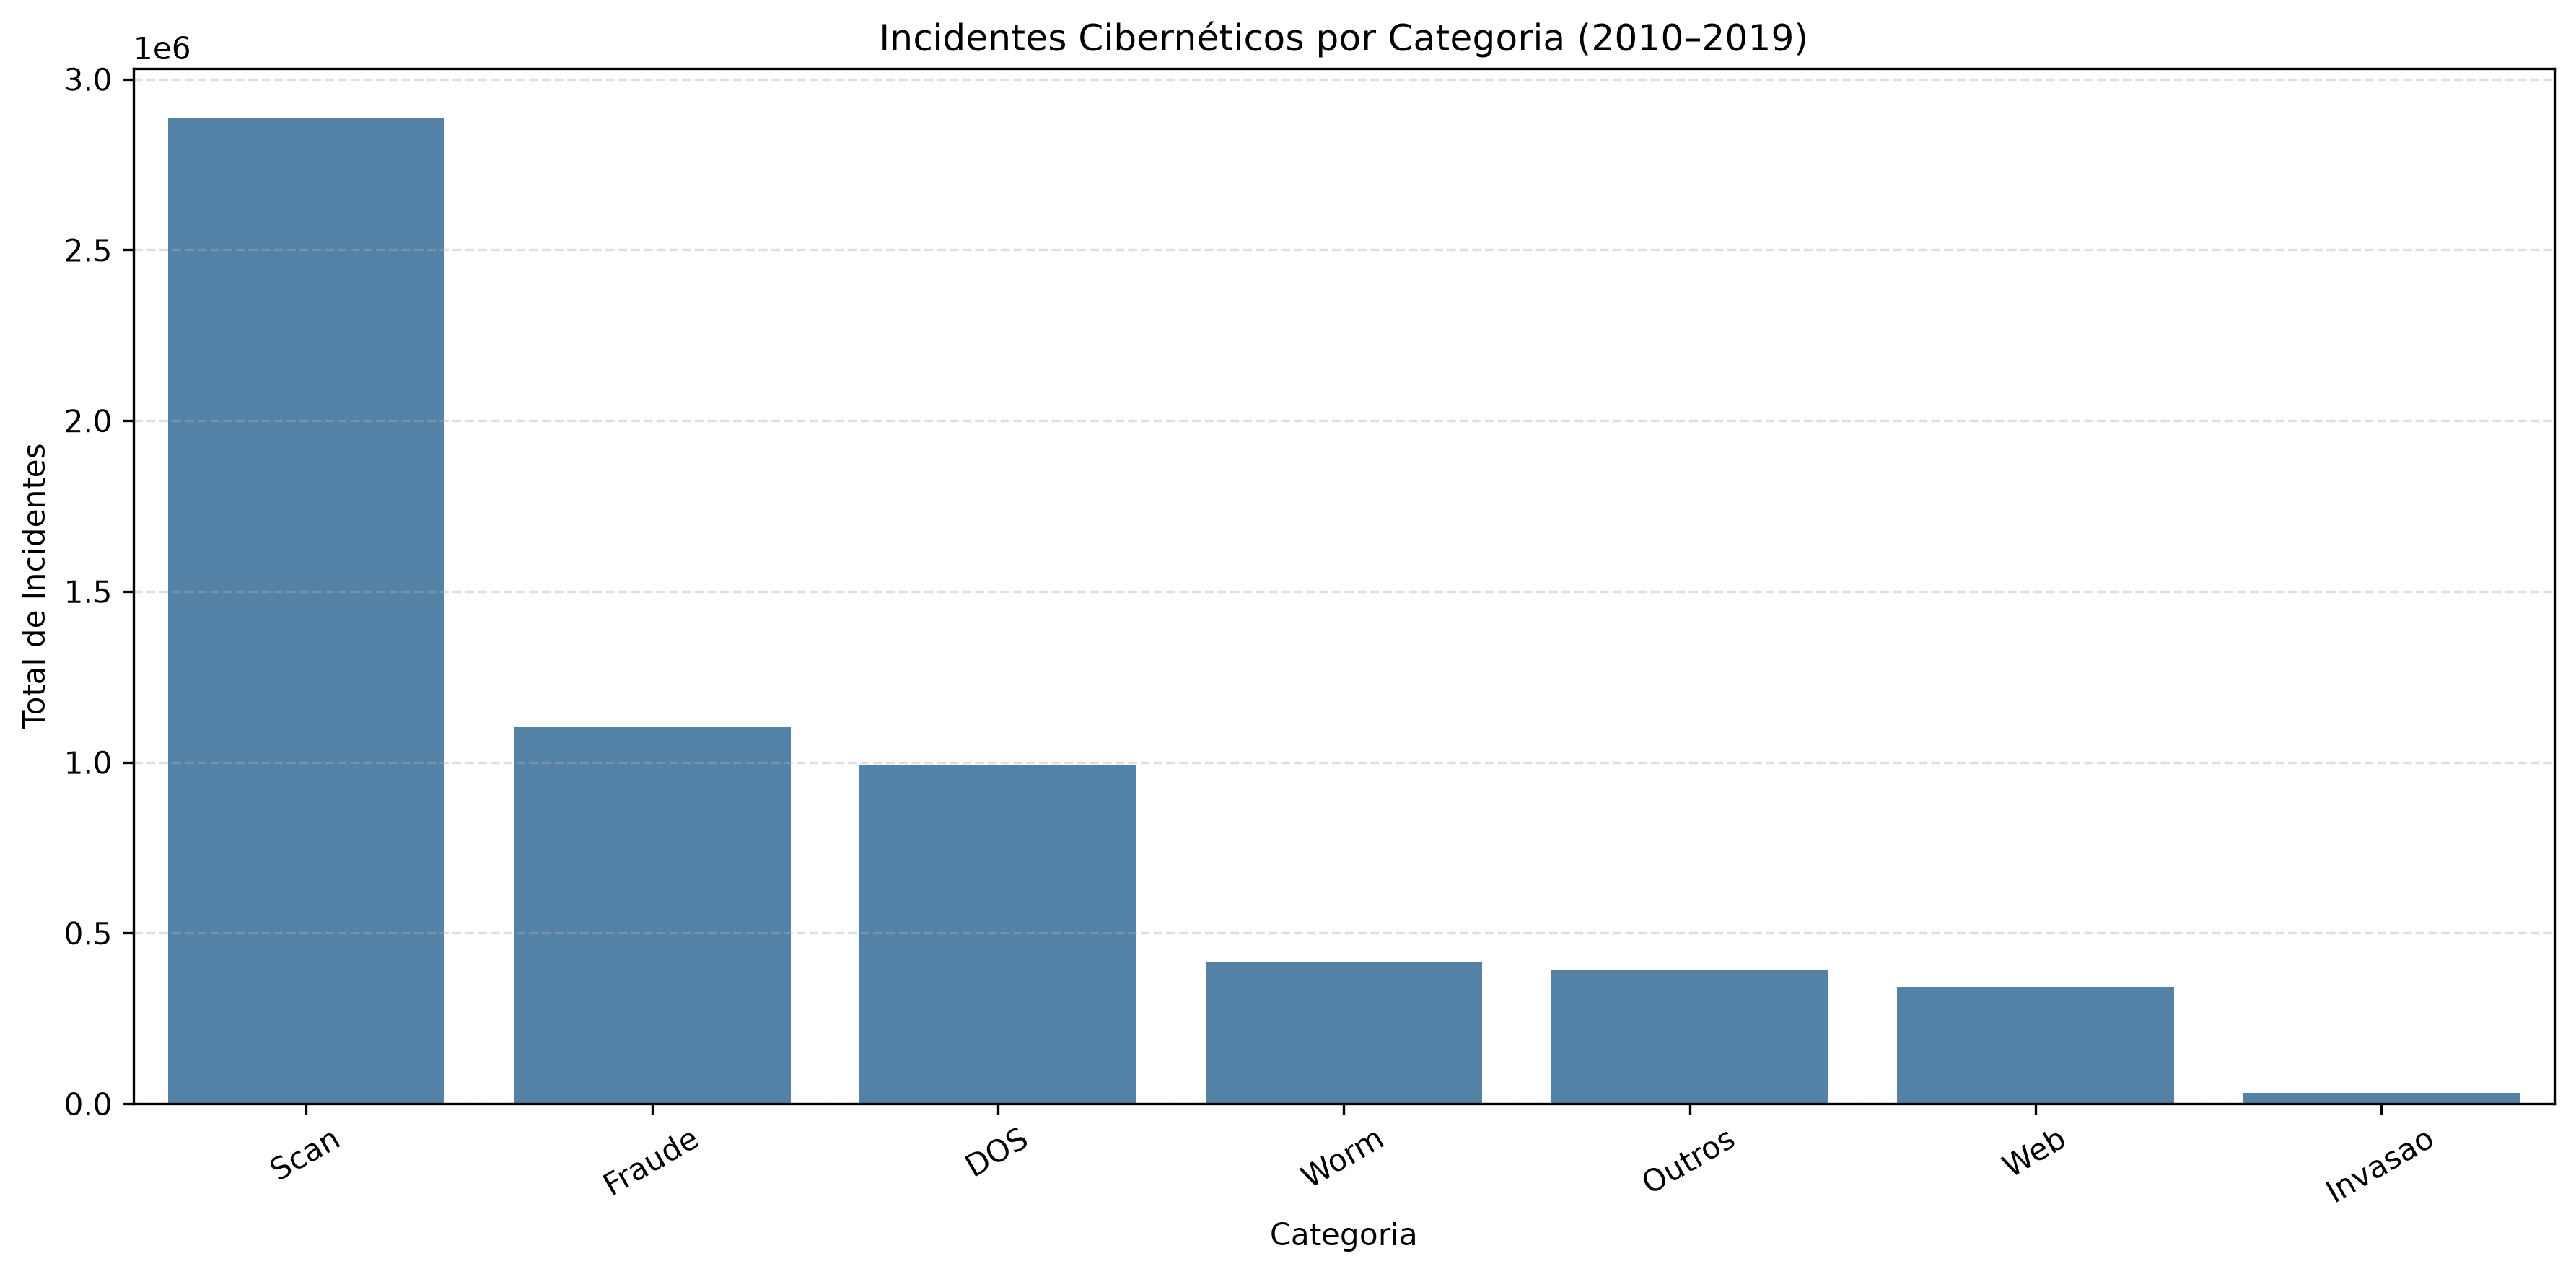 Incidentes Cibernéticos por Categoria (2010–2019)
1e6
3.0
2.5
2.0
1.5
1.0
0.5
0.0
Total de Incidentes
Scan
Fraude
DOS
Worm
Outros
Web
Invasao
Categoria